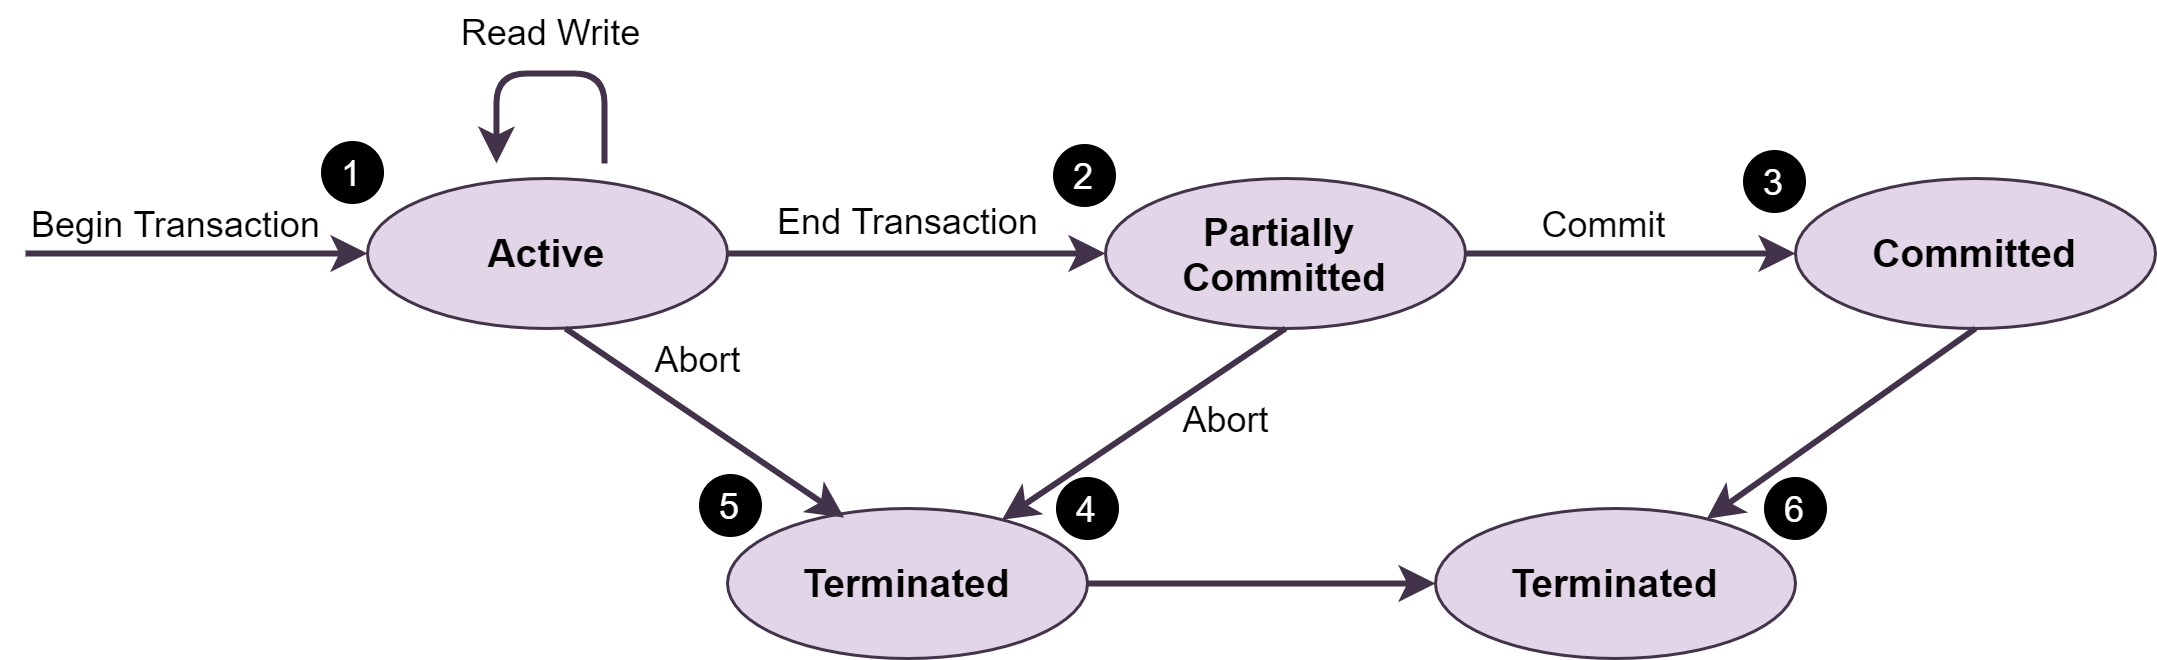 Read Write
1
2
3
Begin Transaction
Active
End Transaction
Partially
Committed
Commit
Committed
Abort
Abort
5
4
6
Terminated
Terminated